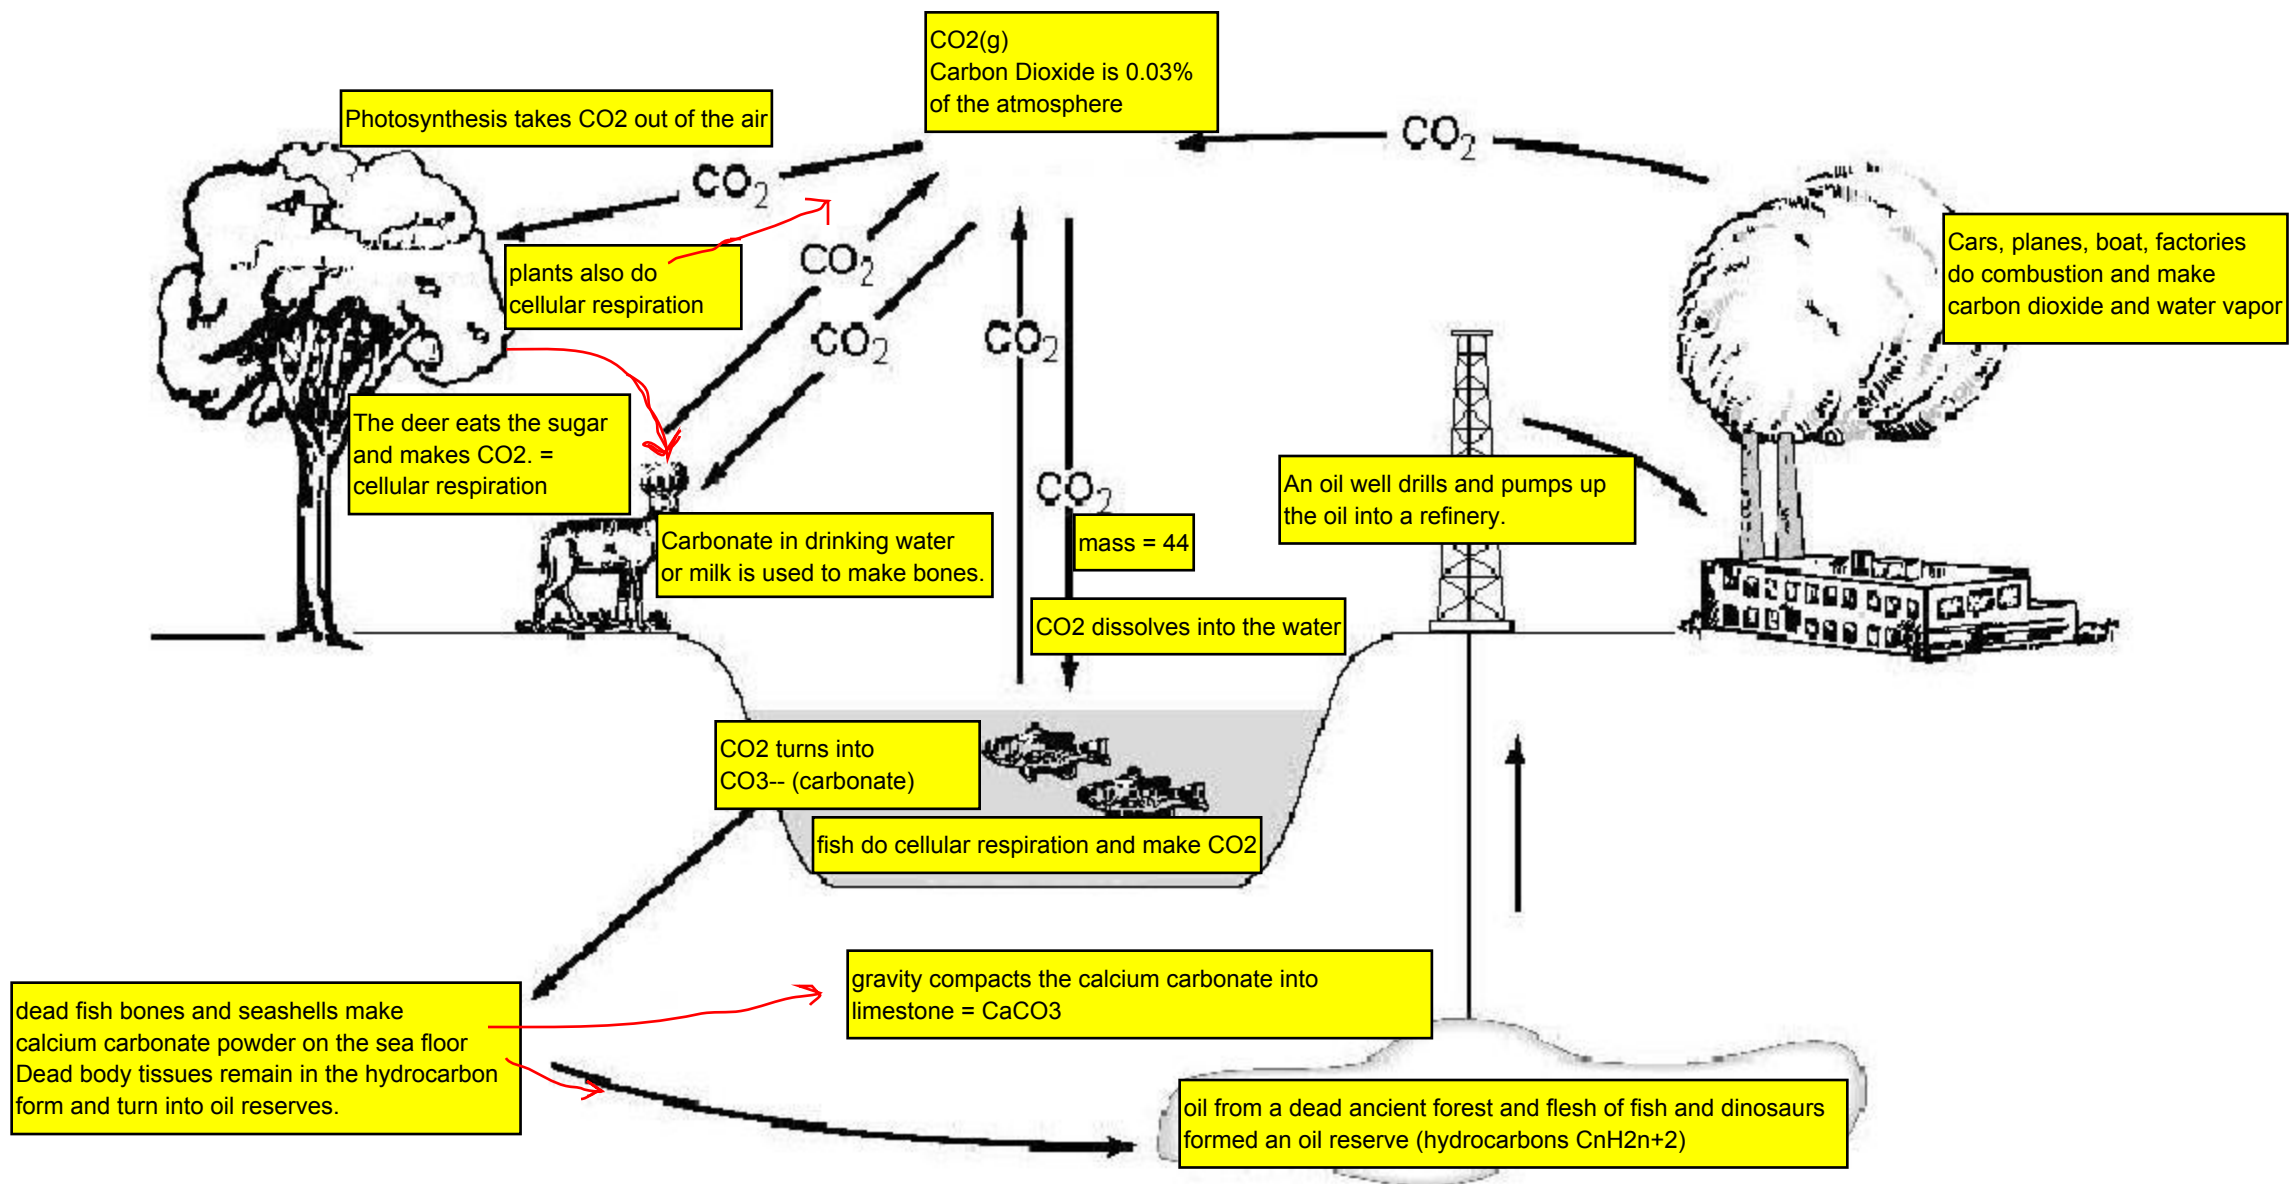 CO2(g)
Carbon Dioxide is 0.03%
of the atmosphere
Photosynthesis takes CO2 out of the air
CO2
CO2
plants also do
cellular respiration
CO2
CO2
CO2
Cars, planes, boat, factories
do combustion and make
carbon dioxide and water vapor
The deer eats the sugar
and makes CO2. =
cellular respiration
CO2
mass = 44
An oil well drills and pumps up
the oil into a refinery.
Carbonate in drinking water
or milk is used to make bones.
CO2 dissolves into the water
CO2 turns into
CO3-- (carbonate)
fish do cellular respiration and make CO2
dead fish bones and seashells make
calcium carbonate powder on the sea floor
Dead body tissues remain in the hydrocarbon
form and turn into oil reserves.
gravity compacts the calcium carbonate into
limestone = CaCO3
oil from a dead ancient forest and flesh of fish and dinosaurs
formed an oil reserve (hydrocarbons CnH2n+2)